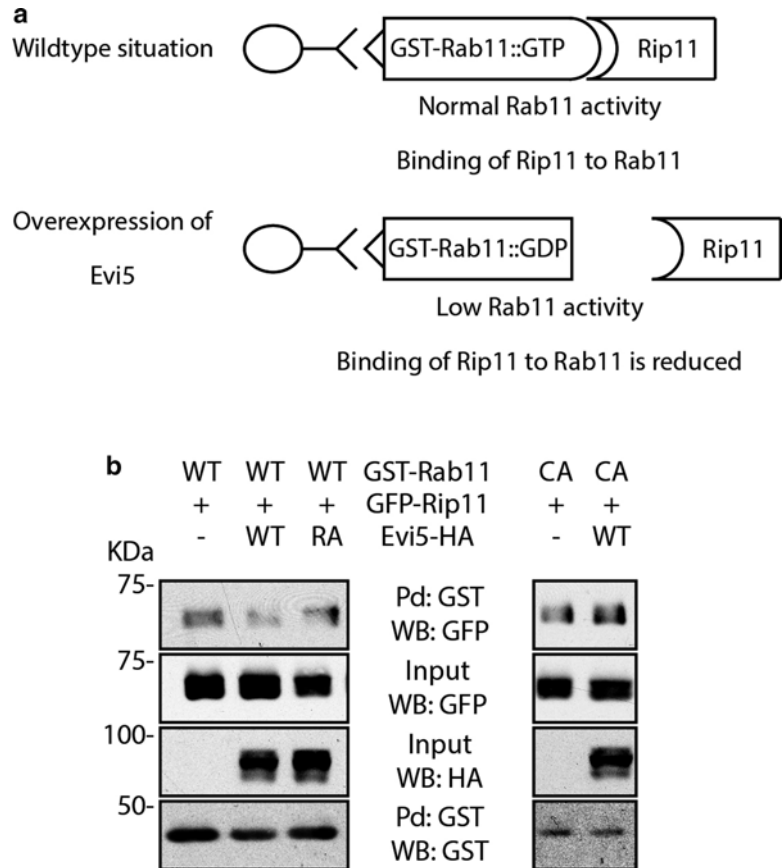 a
Wildtype situation
GST-Rab11::GTP
Rip11
Normal Rab11 activity
Binding of Rip11 to Rab11
Overexpression of
Evi5
GST-Rab11::GDP
Rip11
Low Rab11 activity
Binding of Rip11 to Rab11 is reduced
b
WT WT WT GST-Rab11 CA CA
+ + + GFP-Rip11 + +
- WT RA Evi5-HA - WT
KDa
75-
Pd: GST
WB: GFP
75-
Input
WB: GFP
100-
Input
WB: HA
50-
Pd: GST
WB: GST